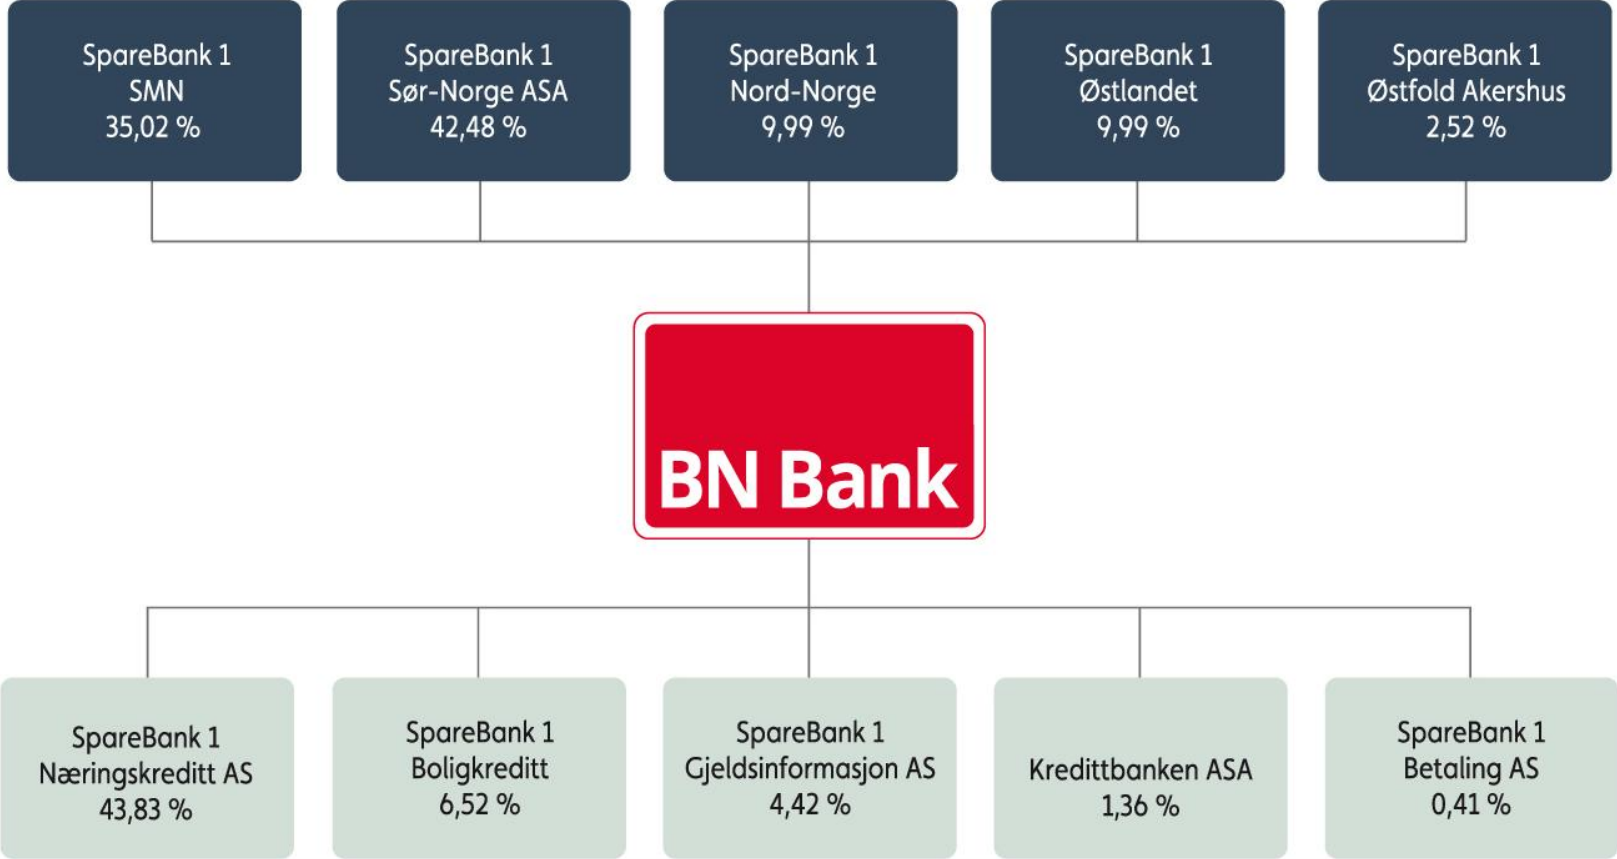 SpareBank 1
SMN
35,02 %
SpareBank 1
Sør-Norge ASA
42,48 %
SpareBank 1
Nord-Norge
9,99 %
SpareBank 1
Østlandet
9,99 %
SpareBank 1
Østfold Akershus
2,52 %
BN Bank
SpareBank 1
Næringskreditt AS
43,83 %
SpareBank 1
Boligkreditt
6,52 %
SpareBank 1
Gjeldsinformasjon AS
4,42 %
Kredittbanken ASA
1,36 %
SpareBank 1
Betaling AS
0,41 %